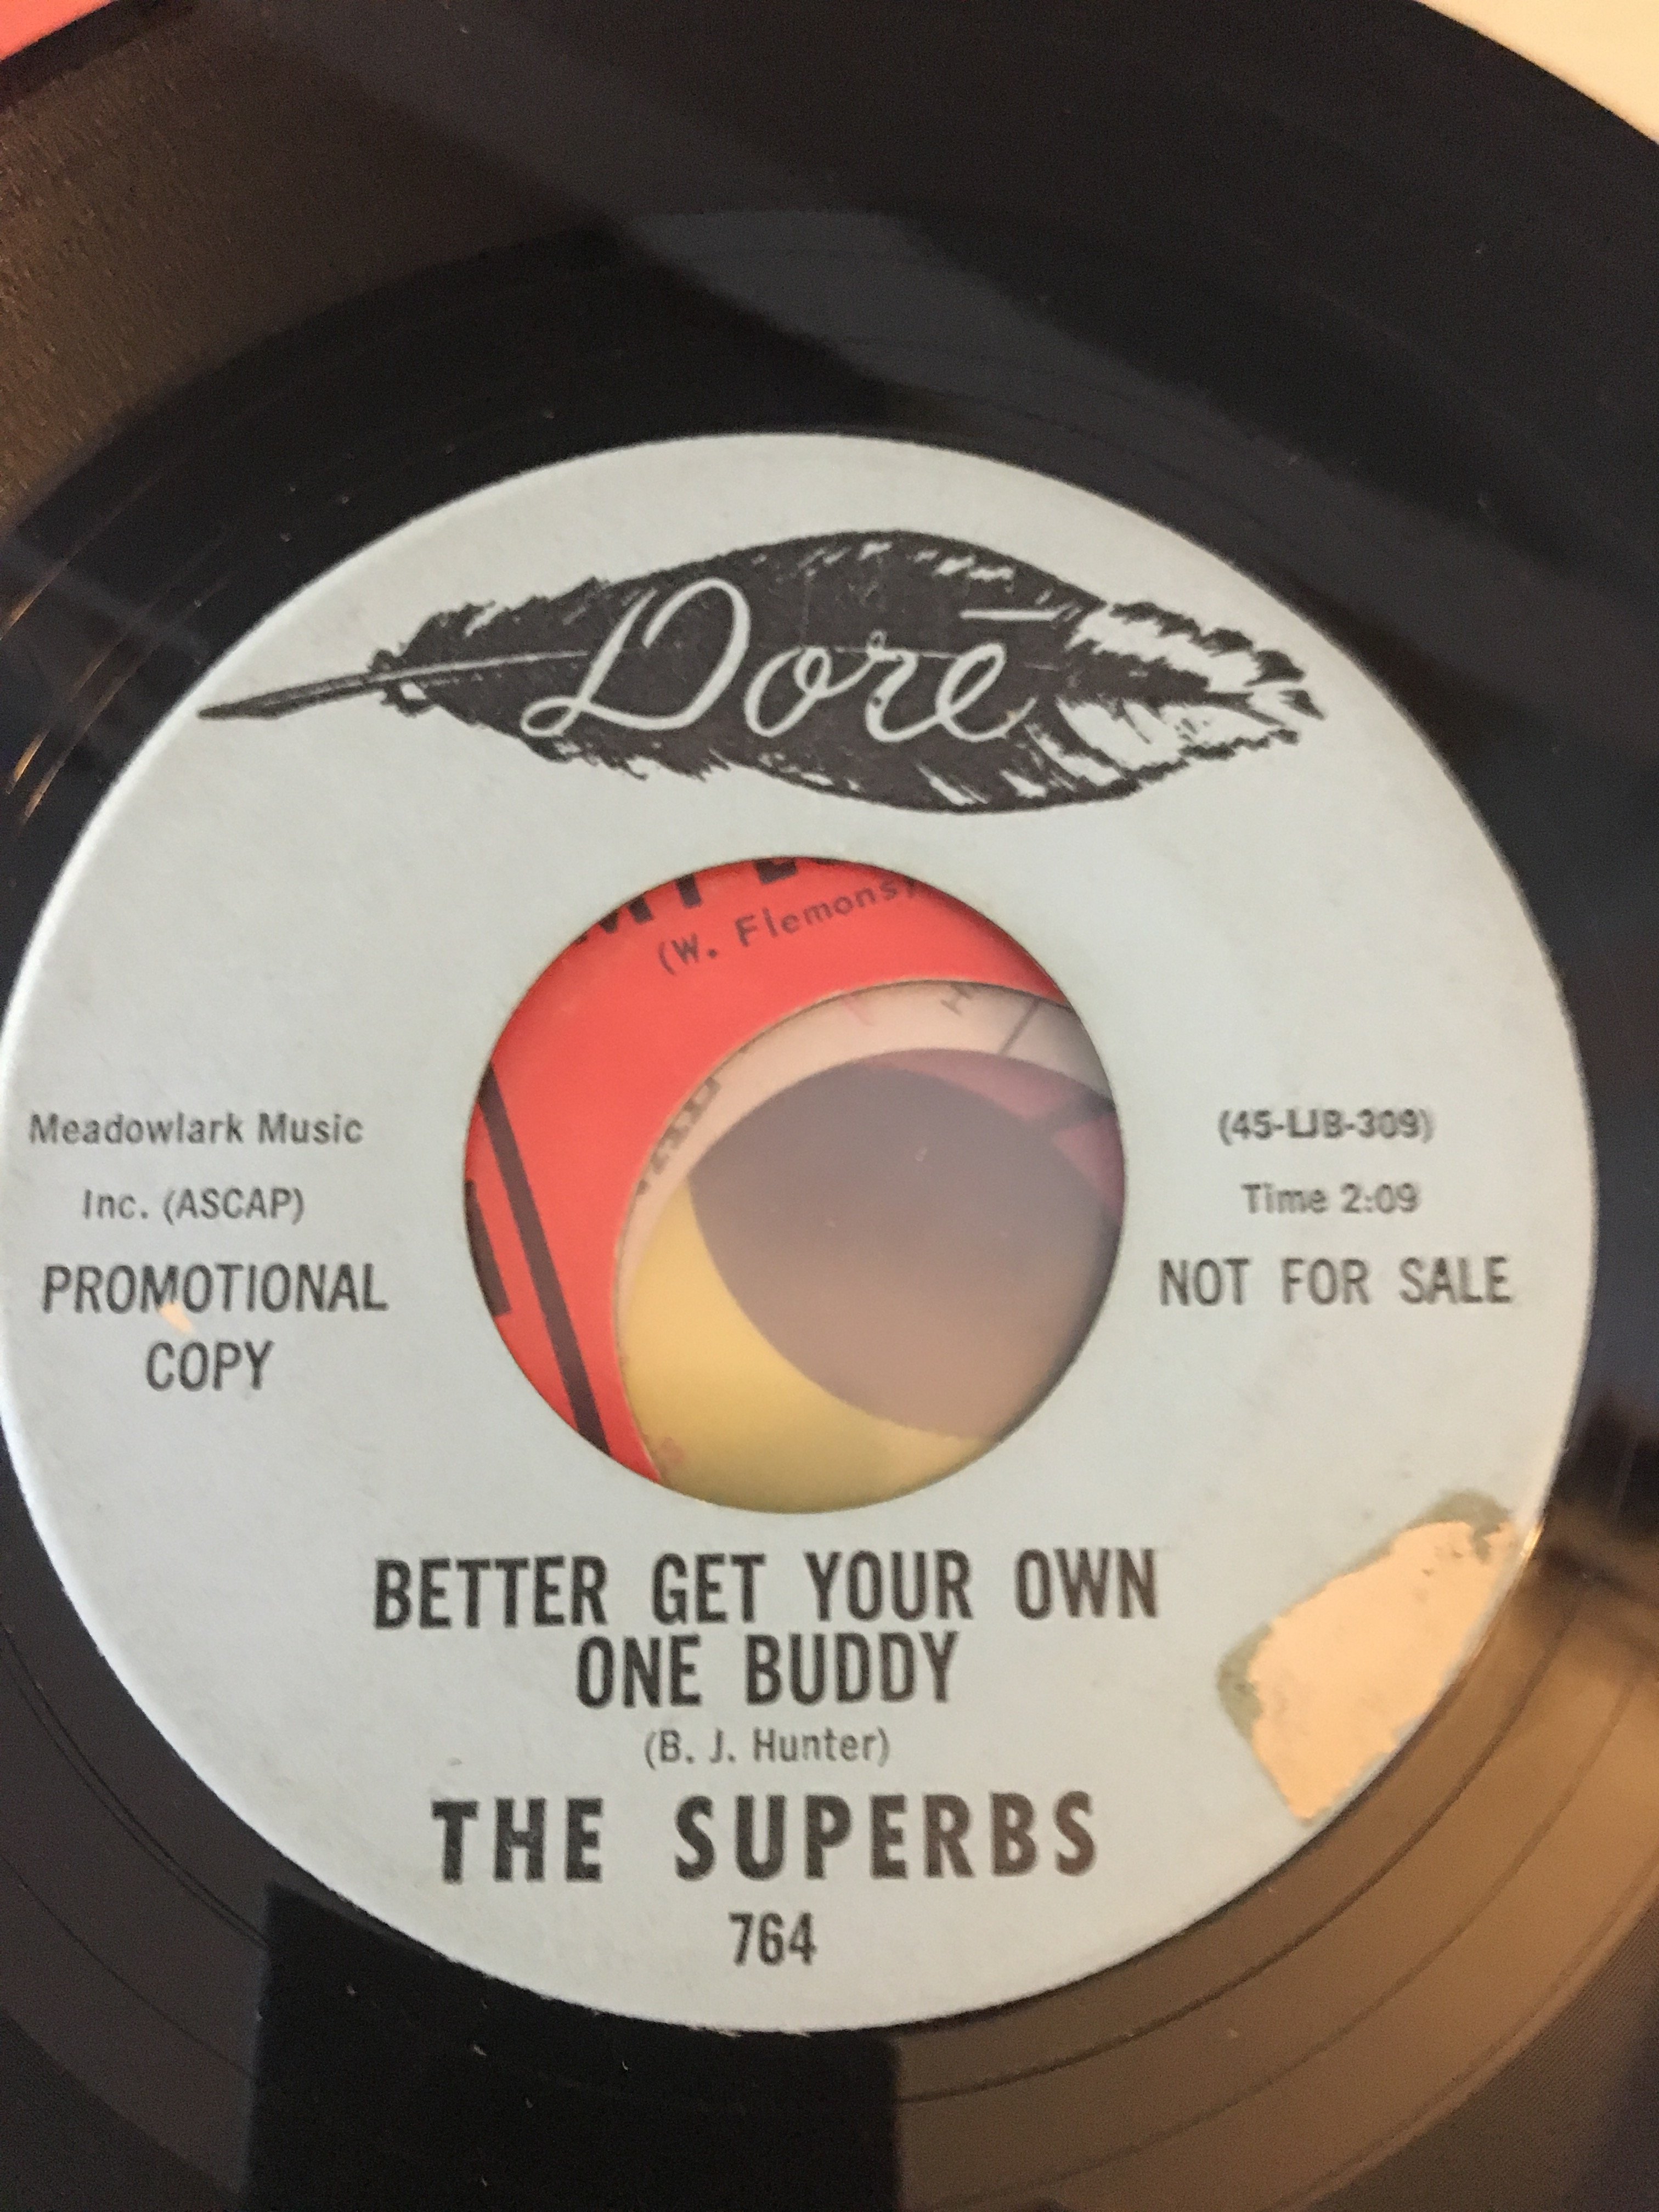 Doré
Meadowlark Music
Inc. (ASCAP)
PROMOTIONAL
COPY
(W. Flemons)
(45-LJB-309)
Time 2:09
NOT FOR SALE
BETTER GET YOUR OWN
ONE BUDDY
(B. J. Hunter)
THE SUPERBS
764